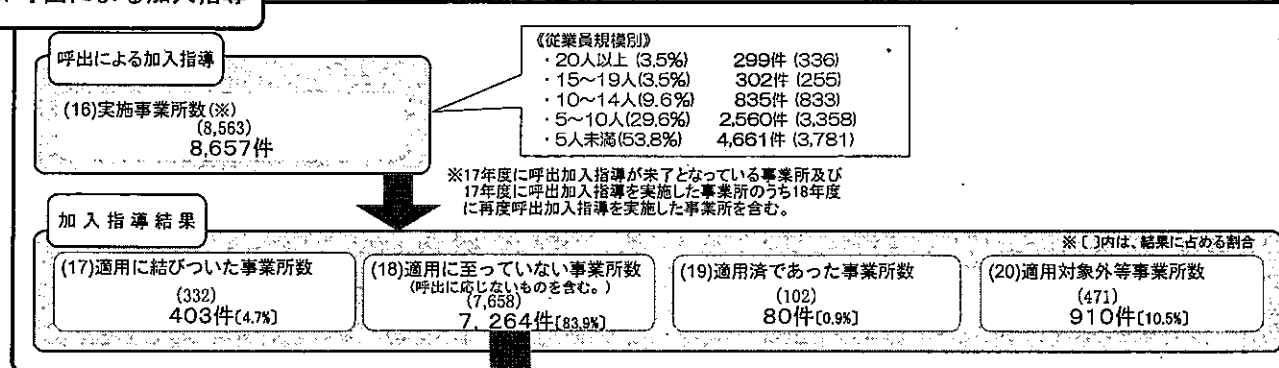 呼出による加入指導
呼出による加入指導
(16)実施事業所数(※)
(8,563)
8,657件
《従業員規模別》
・20人以上 (3.5%) 299件 (336)
・15～19人(3.5%) 302件 (255)
・10～14人(9.6%) 835件 (833)
・5～10人(29.6%) 2,560件 (3,358)
・5人未満(53.8%) 4,661件 (3,781)
※17年度に呼出加入指導が未了となっている事業所及び
17年度に呼出加入指導を実施した事業所のうち18年度
に再度呼出加入指導を実施した事業所を含む。
加入指導結果
※〔 〕内は、結果に占める割合
(17)適用に結びついた事業所数
(332)
403件[4.7%]
(18)適用に至っていない事業所数
(呼出に応じないものを含む。)
(7,658)
7,264件[83.9%]
(19)適用済であった事業所数
(102)
80件[0.9%]
(20)適用対象外等事業所数
(471)
910件[10.5%]